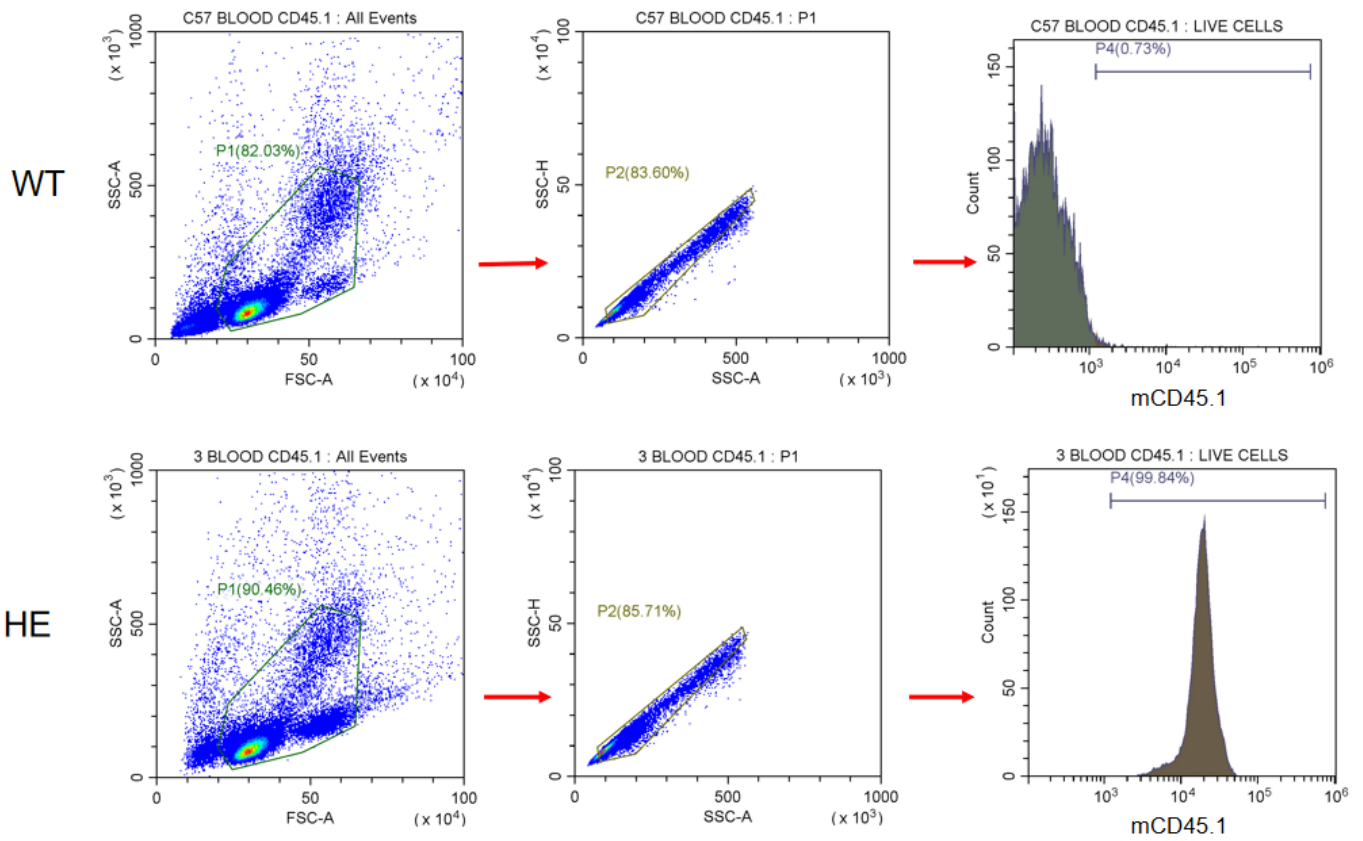 WT
C57 BLOOD CD45.1 : All Events
(x 10³)
1000
500
0
SSC-A
P1(82.03%)
0 50 100
FSC-A (x 10⁴)
C57 BLOOD CD45.1 : P1
(x 10⁴)
100
50
0
SSC-H
P2(83.60%)
0 500 1000
SSC-A (x 10³)
C57 BLOOD CD45.1 : LIVE CELLS
P4(0.73%)
150
100
50
0
Count
10³ 10⁴ 10⁵ 10⁶
mCD45.1
HE
3 BLOOD CD45.1 : All Events
(x 10³)
1000
500
0
SSC-A
P1(90.46%)
0 50 100
FSC-A (x 10⁴)
3 BLOOD CD45.1 : P1
(x 10⁴)
100
50
0
SSC-H
P2(85.71%)
0 500 1000
SSC-A (x 10³)
3 BLOOD CD45.1 : LIVE CELLS
P4(99.84%)
(x 10¹)
150
100
50
0
Count
10³ 10⁴ 10⁵ 10⁶
mCD45.1